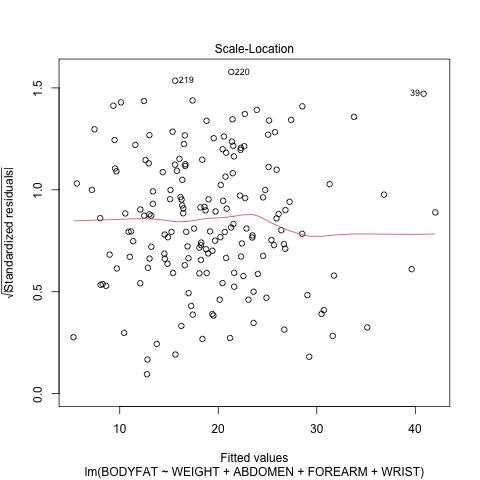 Scale-Location
√|Standardized residuals|
0.0
0.5
1.0
1.5
219
220
39
10
20
30
40
Fitted values
lm(BODYFAT ~ WEIGHT + ABDOMEN + FOREARM + WRIST)